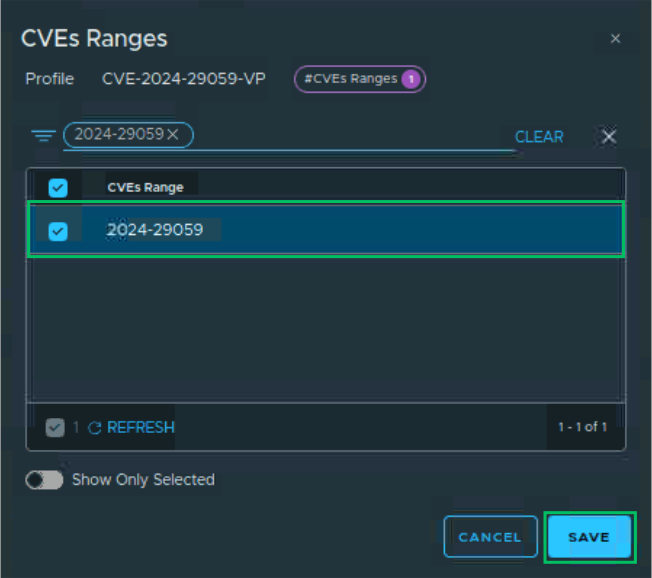 CVEs Ranges
Profile CVE-2024-29059-VP #CVEs Ranges 1
2024-29059 CLEAR
CVEs Range
2024-29059
1 REFRESH 1 - 1 of 1
Show Only Selected
CANCEL SAVE